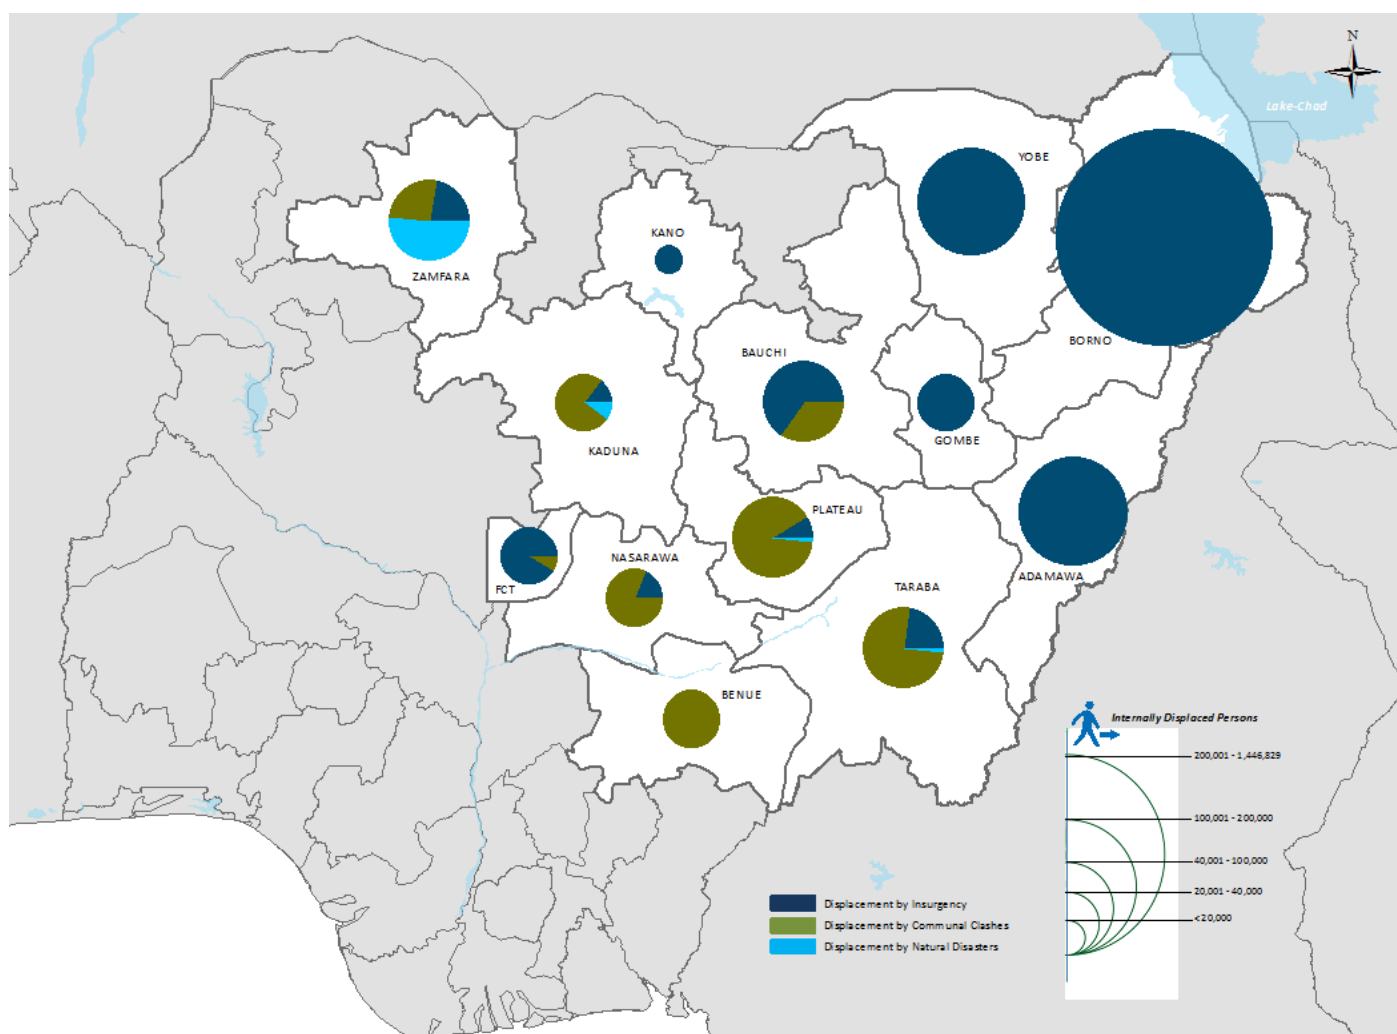 N
Lake-Chad
YOBE
KANO
ZAMFARA
BORNO
BAUCHI
GOMBE
KADUNA
PLATEAU
NASARAWA
ADAMAWA
FCT
TARABA
BENUE
Internally Displaced Persons
200,001 - 1,446,829
100,001 - 200,000
40,001 - 100,000
20,001 - 40,000
<20,000
Displacement by Insurgency
Displacement by Communal Clashes
Displacement by Natural Disasters